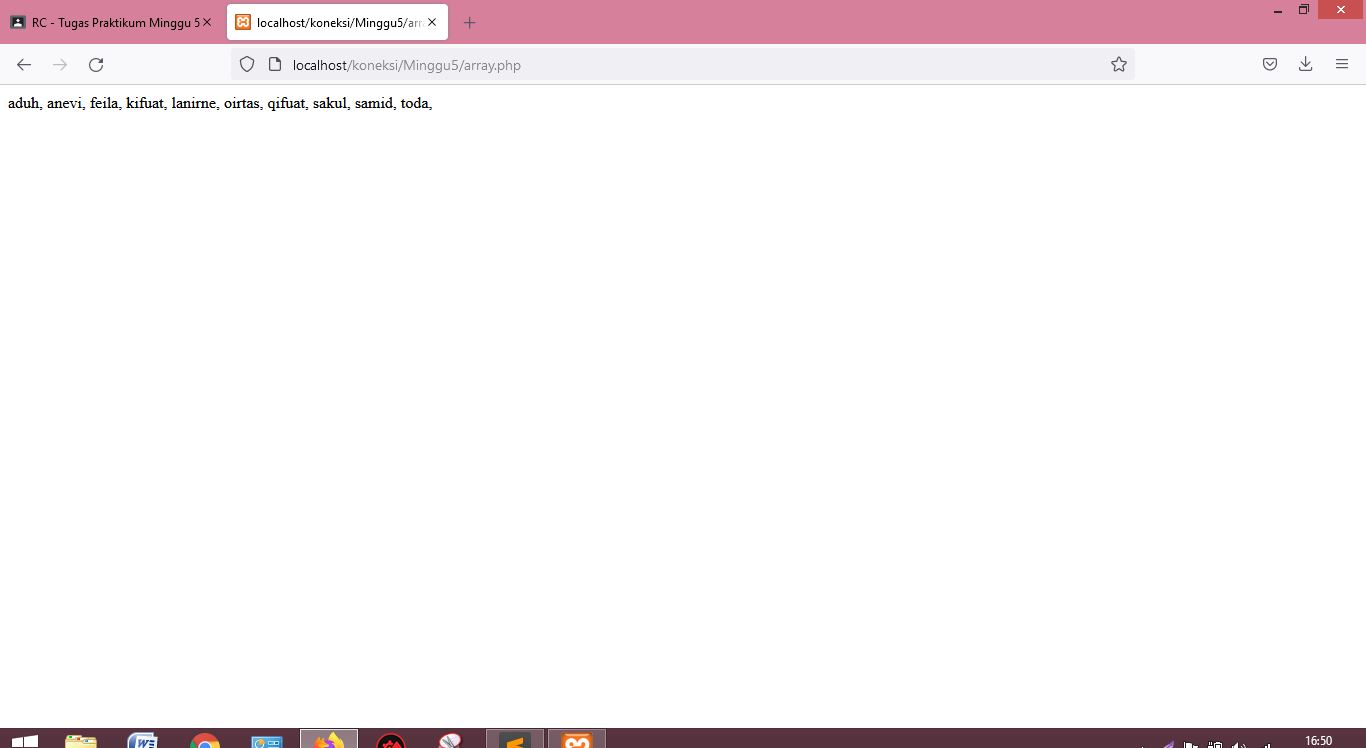 RC - Tugas Praktikum Minggu 5
localhost/koneksi/Minggu5/arr
localhost/koneksi/Minggu5/array.php
aduh, anevi, feila, kifuat, lanirne, oirtas, qifuat, sakul, samid, toda,
16:50